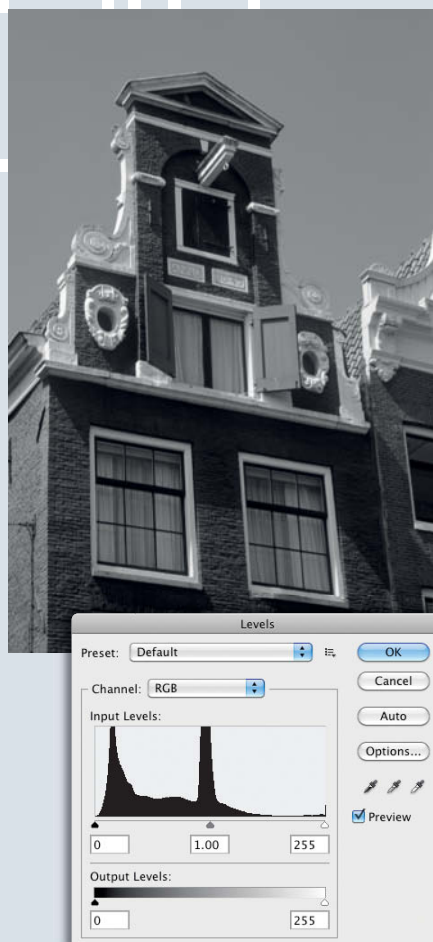 Levels
Preset: Default
OK
Cancel
Auto
Options...
Preview
Channel: RGB
Input Levels:
0 1.00 255
Output Levels:
0 255